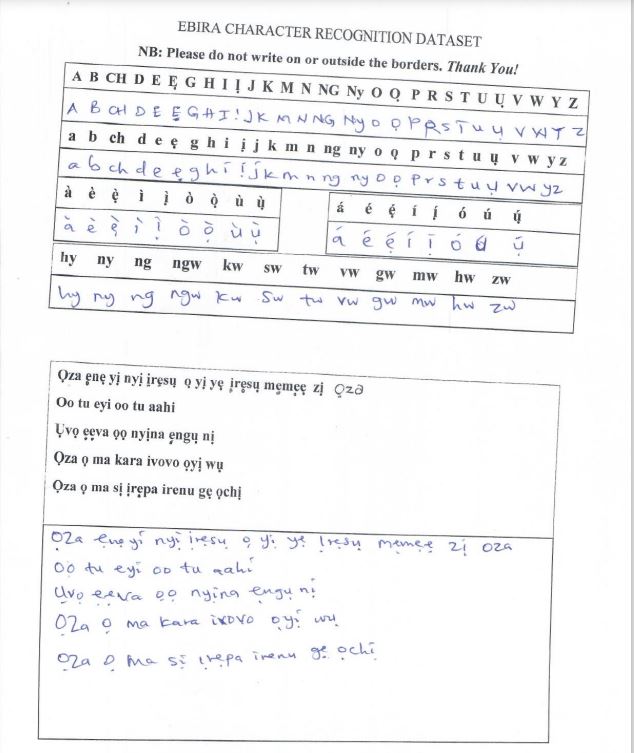 EBIRA CHARACTER RECOGNITION DATASET
NB: Please do not write on or outside the borders. Thank You!
A B CH D E Ẹ G H I Ị J K M N NG Ny O Ọ P R S T U Ụ V W Y Z
A B CH D E Ẹ G H I Ị J K M N NG Ny O Ọ P R S T U Ụ V W Y Z
a b ch d e ẹ g h i ị j k m n ng ny o ọ p r s t u ụ v w y z
a b ch d e ẹ g h i ị j k m n ng ny o ọ p r s t u ụ v w y z
à è ẹ̀ ì ị̀ ò ọ̀ ù ụ̀
á é ẹ́ í ị́ ó ú ụ́
à è ẹ̀ ì ị̀ ò ọ̀ ù ụ̀
á é ẹ́ í ị́ ó ụ́
hy ny ng ngw kw sw tw vw gw mw hw zw
hy ny ng ngw kw sw tw vw gw mw hw zw
Ọza ẹnẹ yị nyị ịrẹsụ ọ yị yẹ ịrẹsụ mẹmẹẹ zị ọza
Oo tu eyi oo tu aahi
Ụvọ ẹẹva ọọ nyịna ẹngụ nị
Ọza ọ ma kara ivovo ọyị wụ
Ọza ọ ma sị ịrẹpa irenu gẹ ọchị
Ọza ẹnẹ yị nyị ịrẹsụ ọ yị yẹ ịrẹsụ mẹmẹẹ zị oza
Oo tu eyi oo tu aahi
Ụvọ ẹẹva ọọ nyịna ẹngụ nị
Ọza ọ ma kara ivovo ọyị wụ
Ọza ọ ma sị ịrẹpa irenu gẹ ọchị